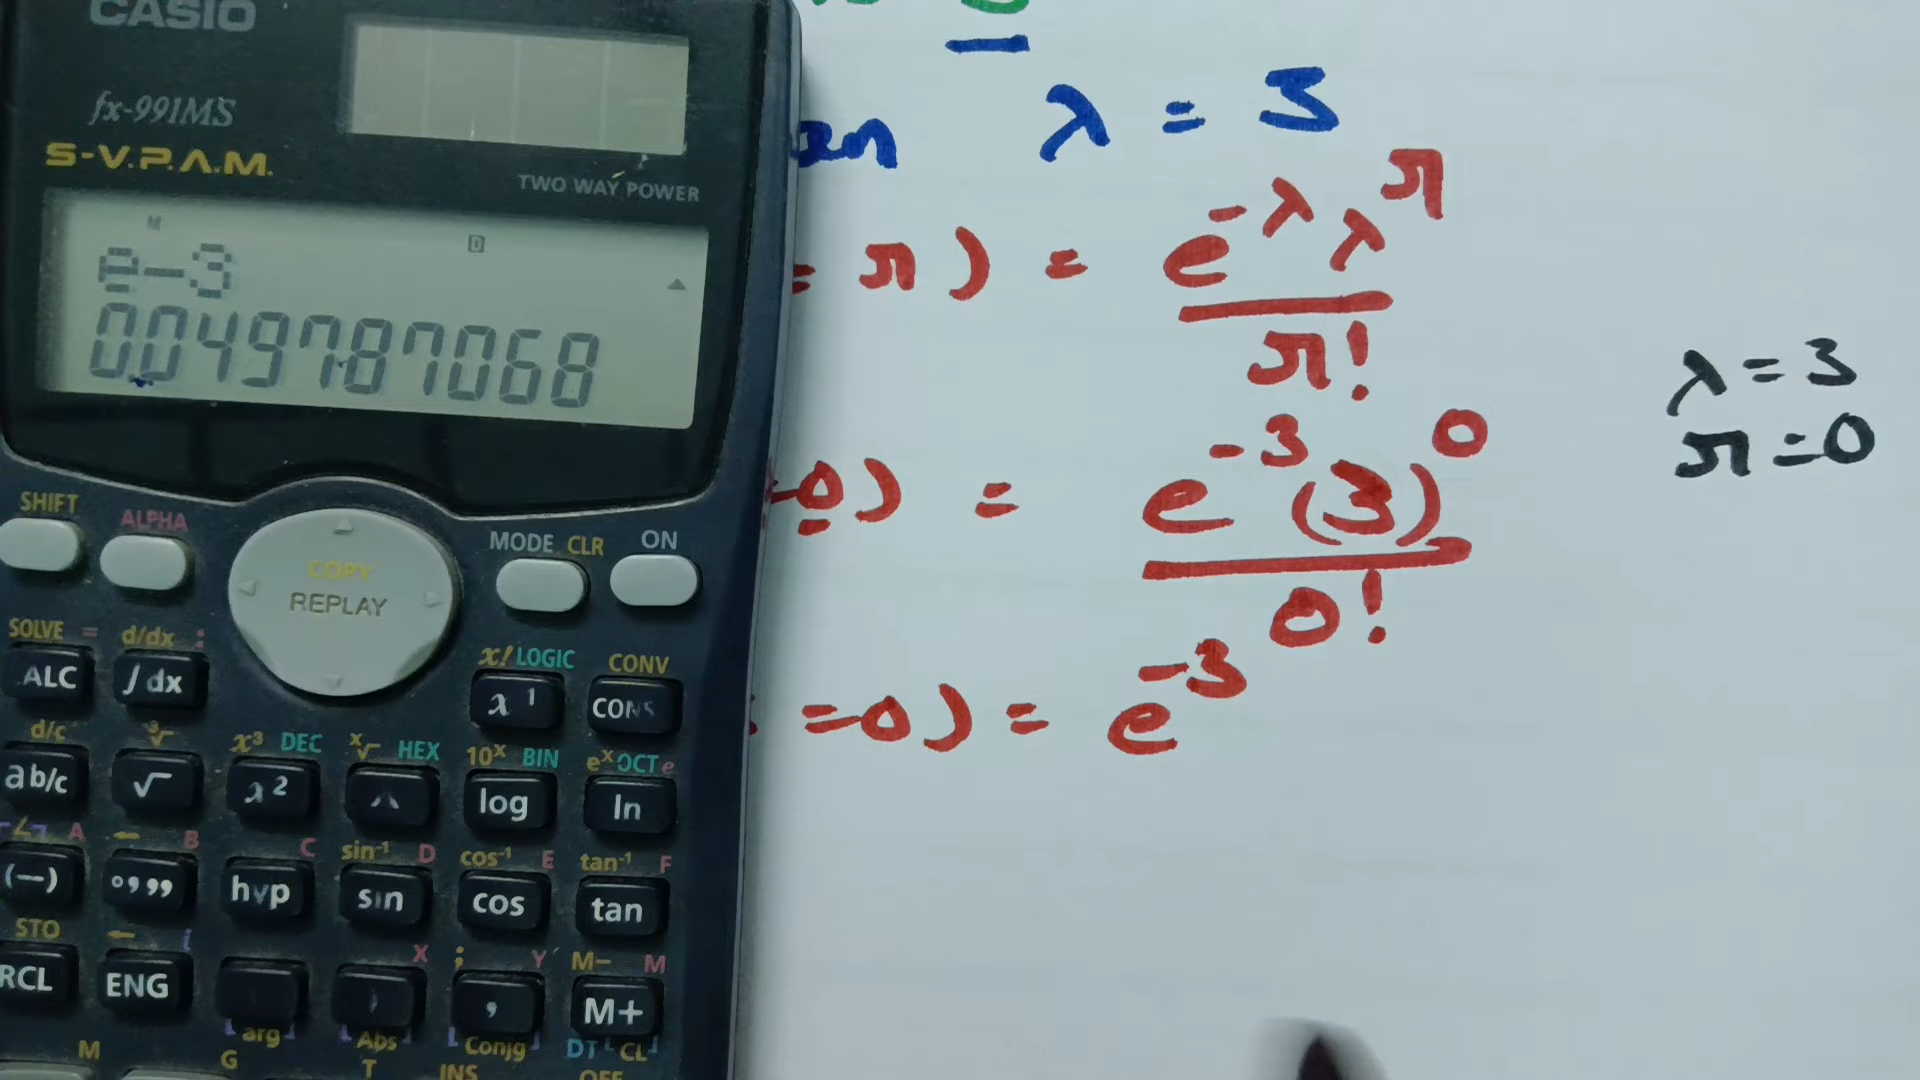 CASIO
fx-991MS
S-V.P.A.M.
TWO WAY POWER
M D
e-3
0.049787068
SHIFT ALPHA MODE CLR ON
COPY
REPLAY
SOLVE = d/dx : x! LOGIC CONV
ALC ∫dx CONS
d/c ³√ x³ DEC ˣ√ HEX 10ˣ BIN eˣ OCT e
ab/c √ x² ^ log ln
∠ A ← B C sin⁻¹ D cos⁻¹ E tan⁻¹ F
(−) °,,, hyp sin cos tan
STO ← i X ; Y M− M
RCL ENG ) , M+
arg Abs Conjg DT CL
M G T INS OFF
λ = 3
= r) = e^-λ λ^r / r!
=0) = e^-3 (3)^0 / 0!
=0) = e^-3
λ = 3
r = 0